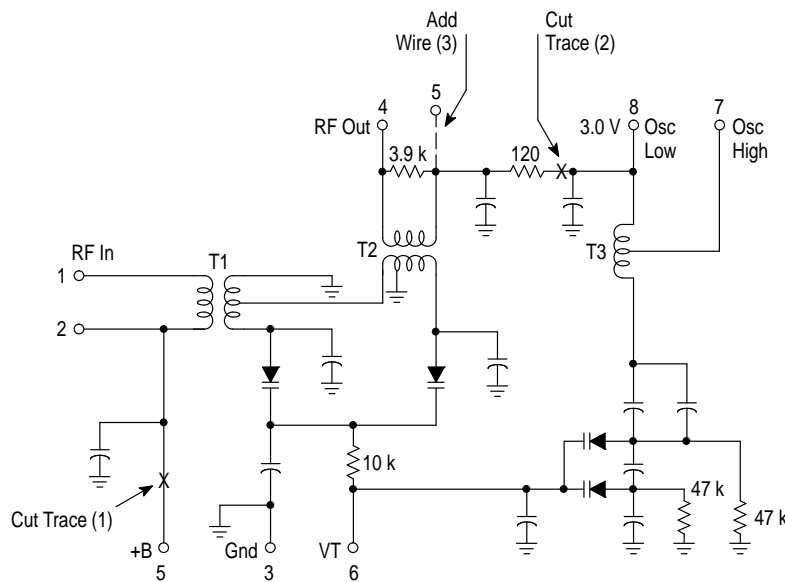 Add
Wire (3)
Cut
Trace (2)
4
5
8
7
RF Out
3.0 V
Osc
Low
Osc
High
3.9 k
120
X
RF In
T1
T2
T3
1
2
10 k
X
Cut Trace (1)
47 k
47 k
+B
Gnd
VT
5
3
6